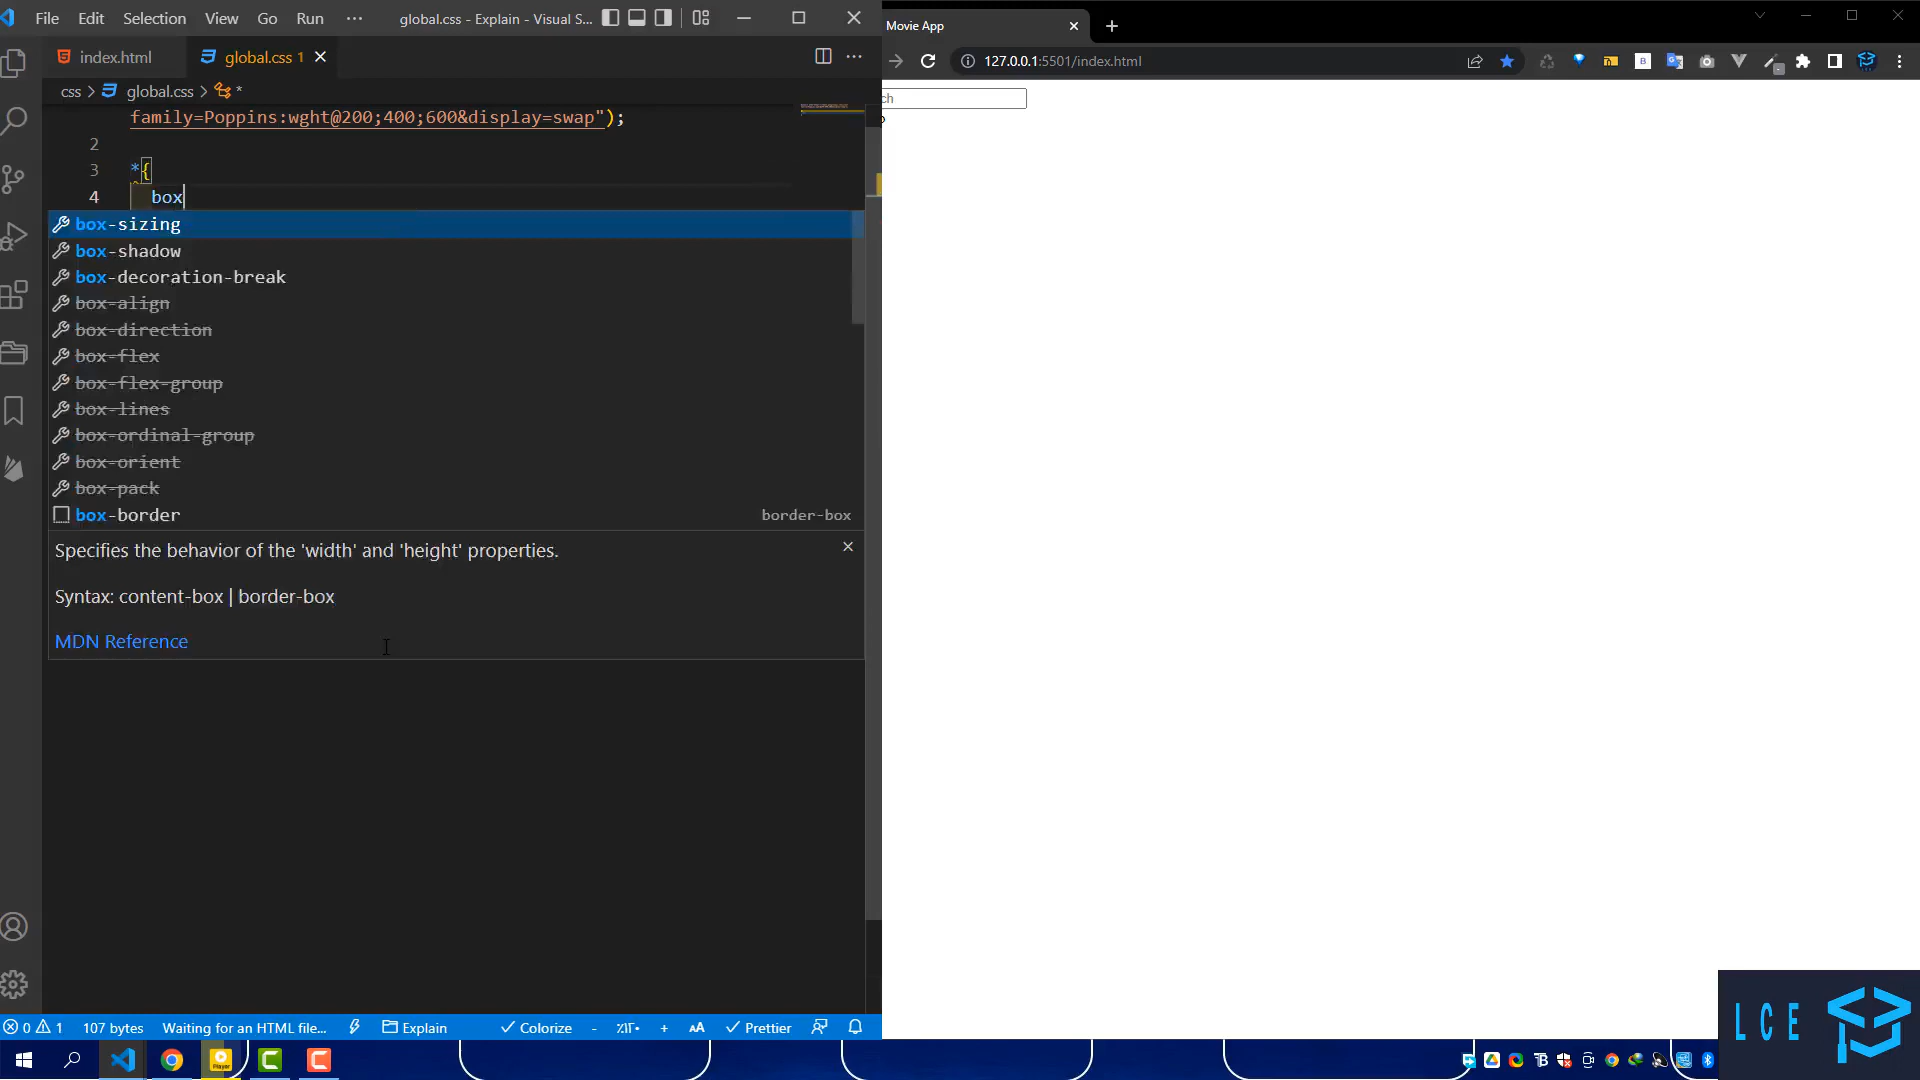 File Edit Selection View Go Run ··· global.css - Explain - Visual S...
index.html global.css 1
css > global.css > *
family=Poppins:wght@200;400;600&display=swap");
2
3 *{
4 box
box-sizing
box-shadow
box-decoration-break
box-align
box-direction
box-flex
box-flex-group
box-lines
box-ordinal-group
box-orient
box-pack
box-border border-box
Specifies the behavior of the 'width' and 'height' properties.
Syntax: content-box | border-box
MDN Reference
0 1 107 bytes Waiting for an HTML file... Explain Colorize - + Prettier
Movie App
127.0.0.1:5501/index.html
ch
LCE